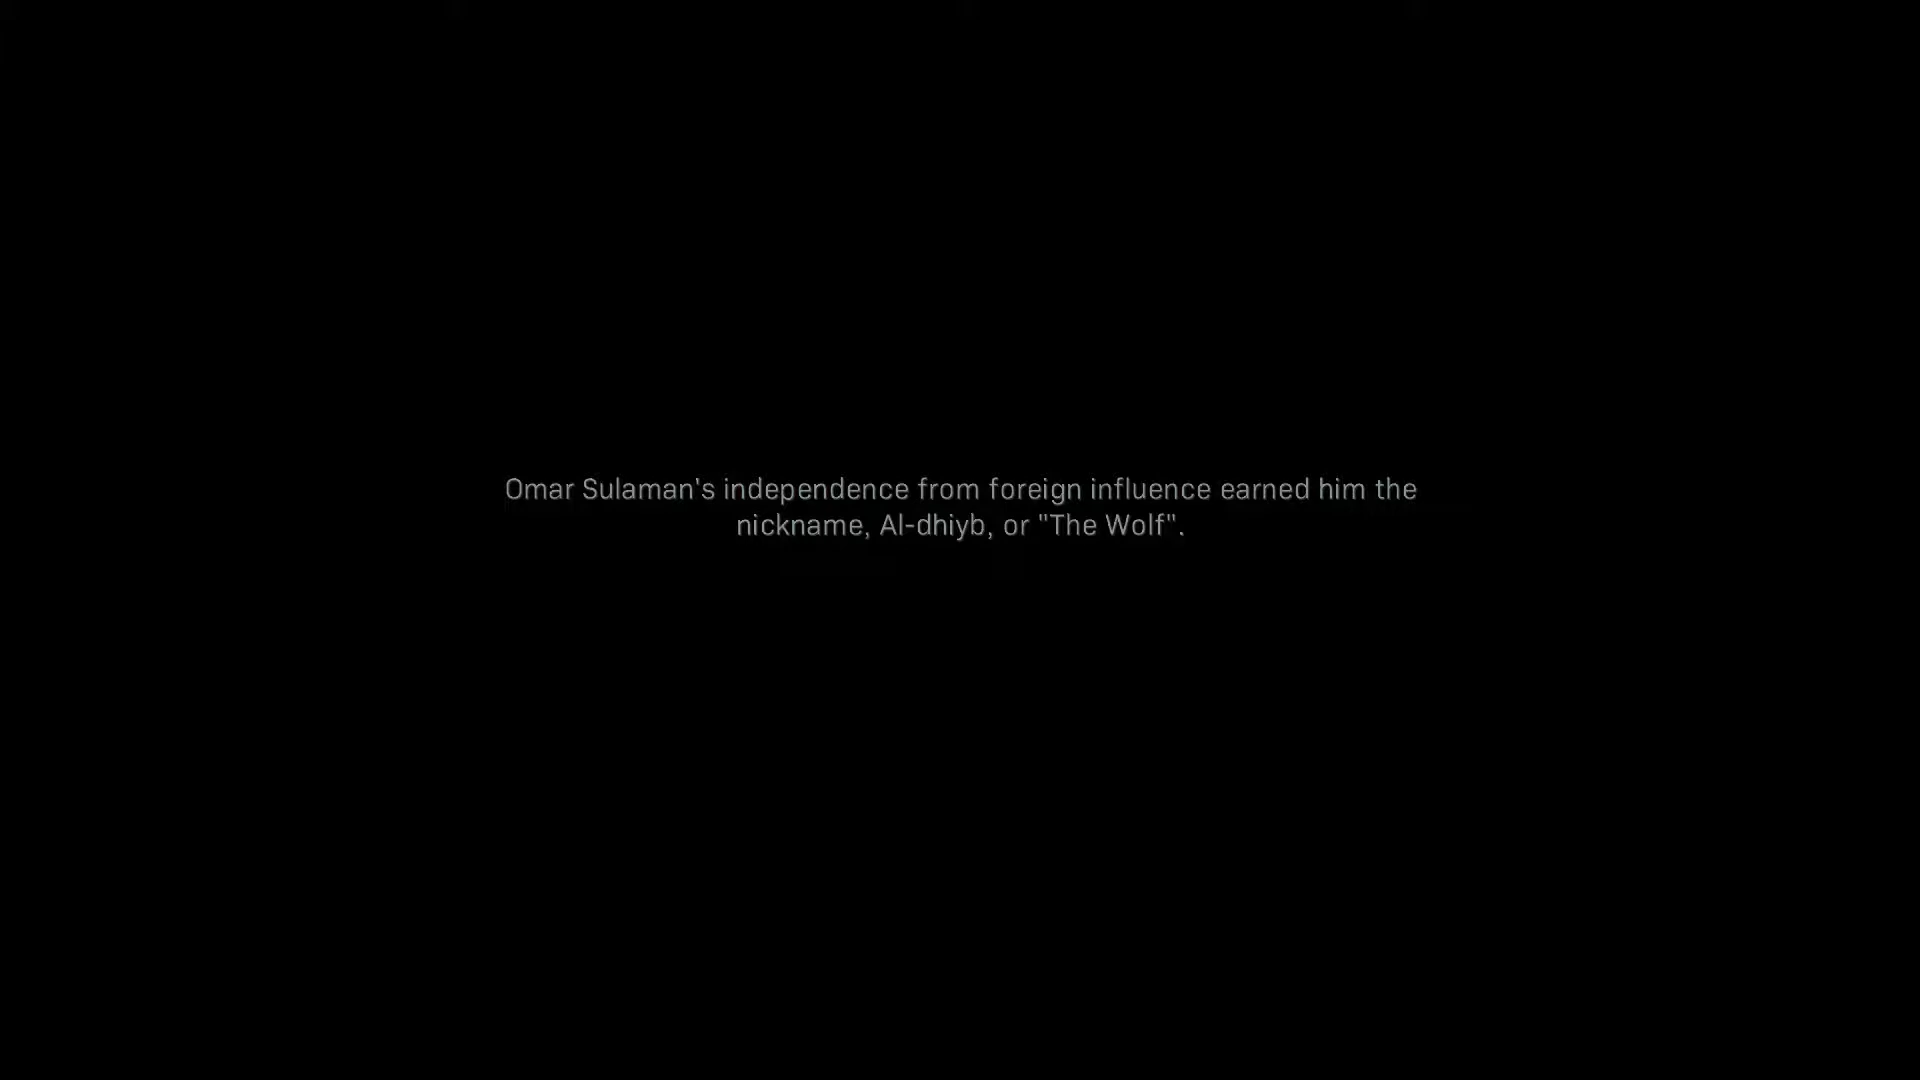 Omar Sulaman's independence from foreign influence earned him the
nickname, Al-dhiyb, or "The Wolf".